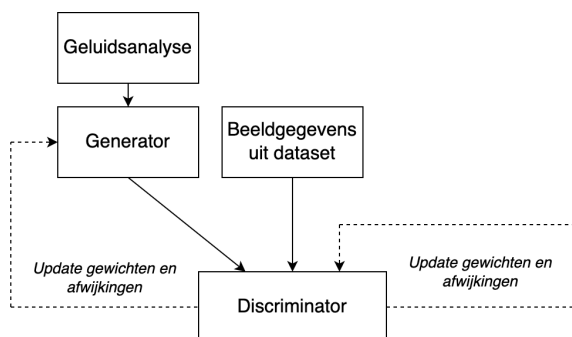 Geluidsanalyse
Generator
Beeldgegevens
uit dataset
Update gewichten en
afwijkingen
Update gewichten en
afwijkingen
Discriminator